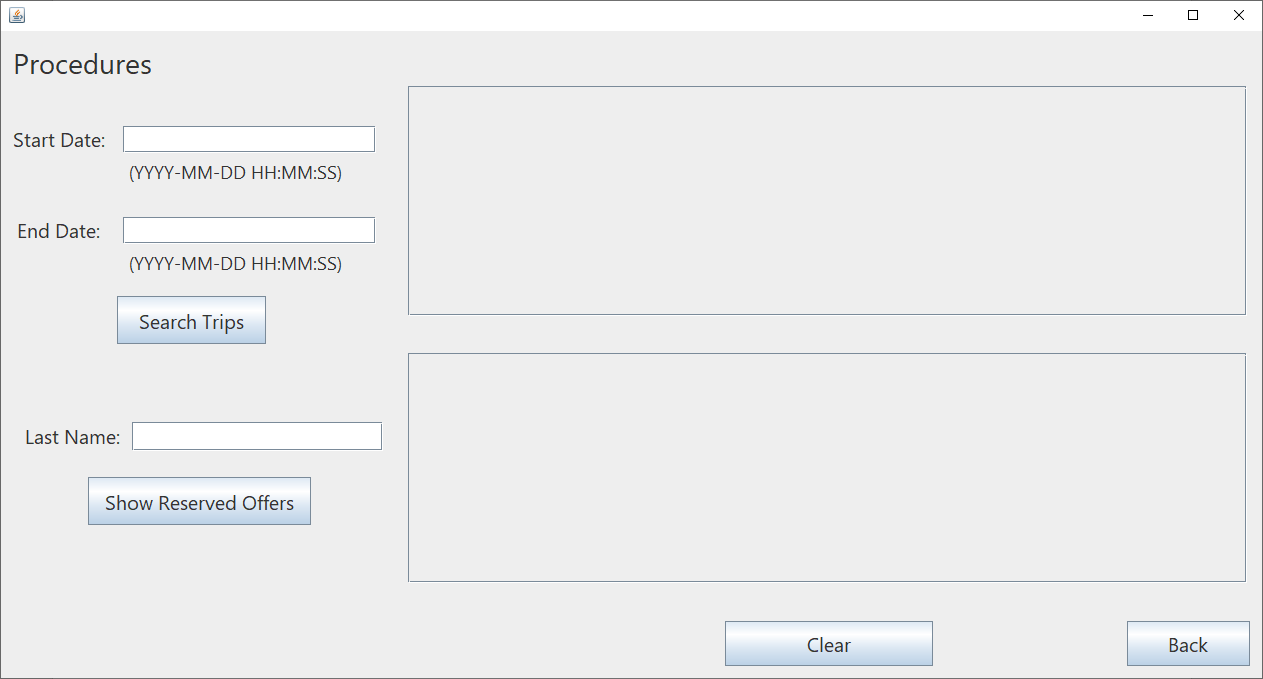 Procedures
Start Date:
(YYYY-MM-DD HH:MM:SS)
End Date:
(YYYY-MM-DD HH:MM:SS)
Search Trips
Last Name:
Show Reserved Offers
Clear
Back